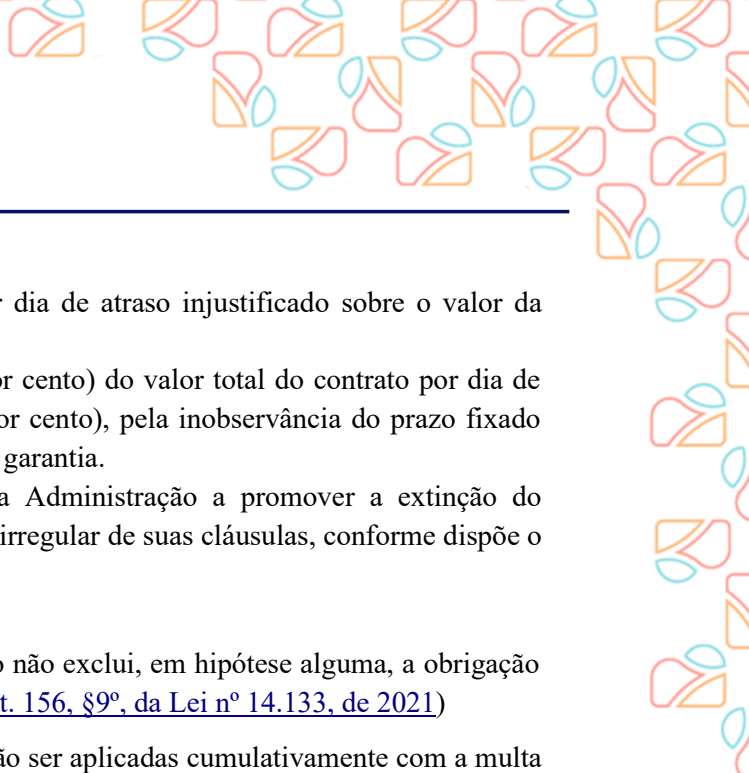 dia de atraso injustificado sobre o valor da
cento) do valor total do contrato por dia de
cento), pela inobservância do prazo fixado
garantia.
a Administração a promover a extinção do
irregular de suas cláusulas, conforme dispõe o
não exclui, em hipótese alguma, a obrigação
t. 156, §9º, da Lei nº 14.133, de 2021)
ão ser aplicadas cumulativamente com a multa